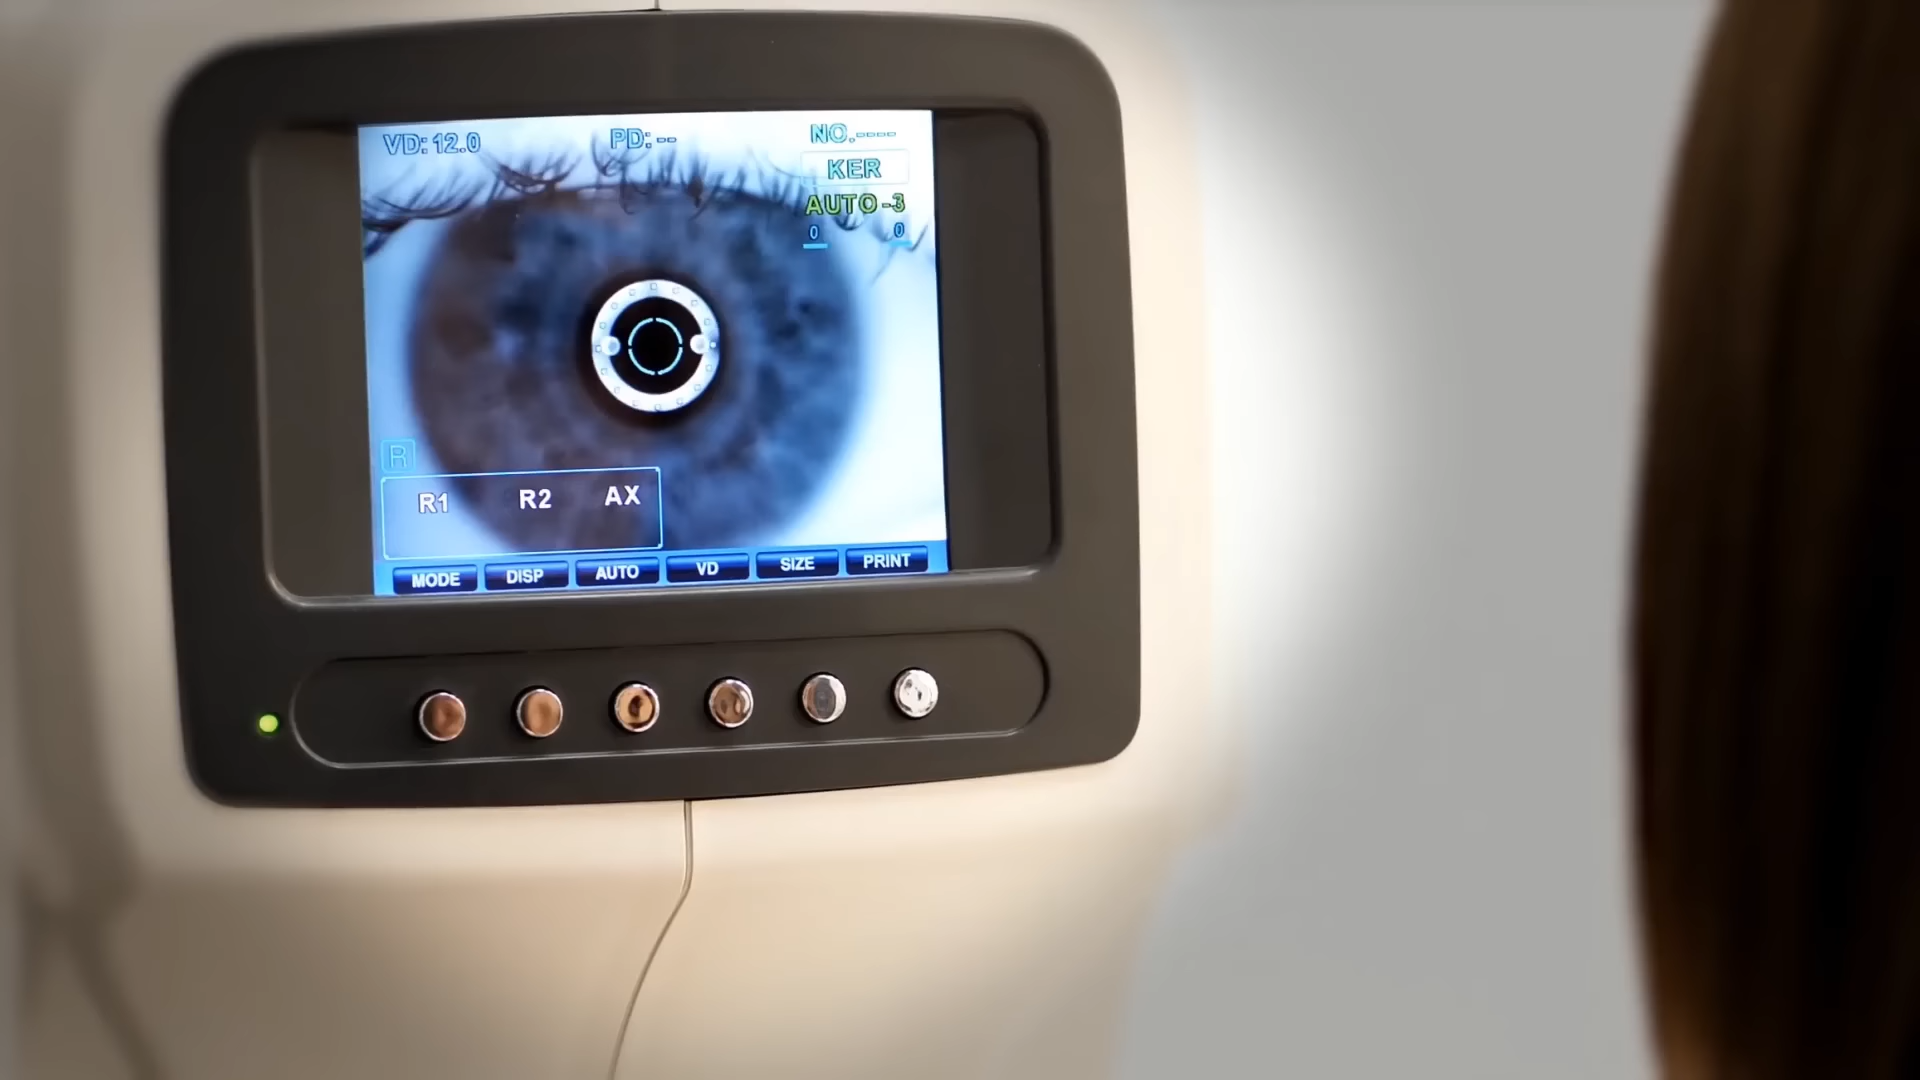 VD: 12.0 PD: -- NO.----
KER
AUTO -3
0 0
R
R1 R2 AX
MODE DISP AUTO VD SIZE PRINT